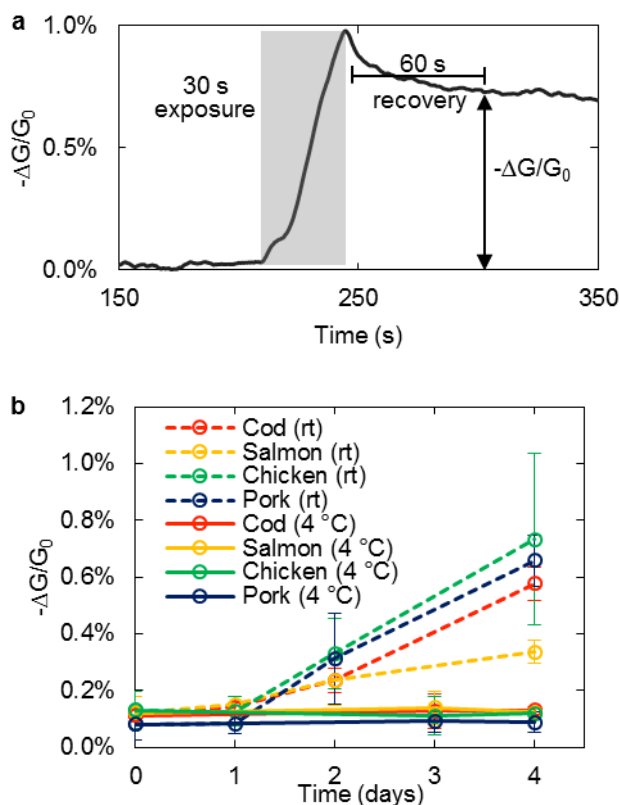 a
1.0%
30 s
exposure
60 s
recovery
0.5%
-ΔG/G₀
-ΔG/G₀
0.0%
150
250
350
Time (s)
b
1.2%
Cod (rt)
Salmon (rt)
1.0%
Chicken (rt)
Pork (rt)
0.8%
Cod (4 °C)
Salmon (4 °C)
0.6%
Chicken (4 °C)
Pork (4 °C)
-ΔG/G₀
0.4%
0.2%
0.0%
0
1
2
3
4
Time (days)